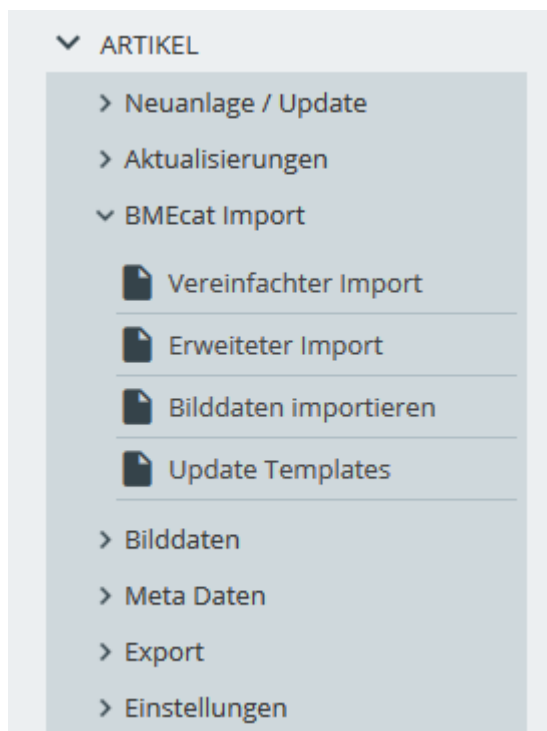 ARTIKEL
Neuanlage / Update
Aktualisierungen
BMEcat Import
Vereinfachter Import
Erweiteter Import
Bilddaten importieren
Update Templates
Bilddaten
Meta Daten
Export
Einstellungen